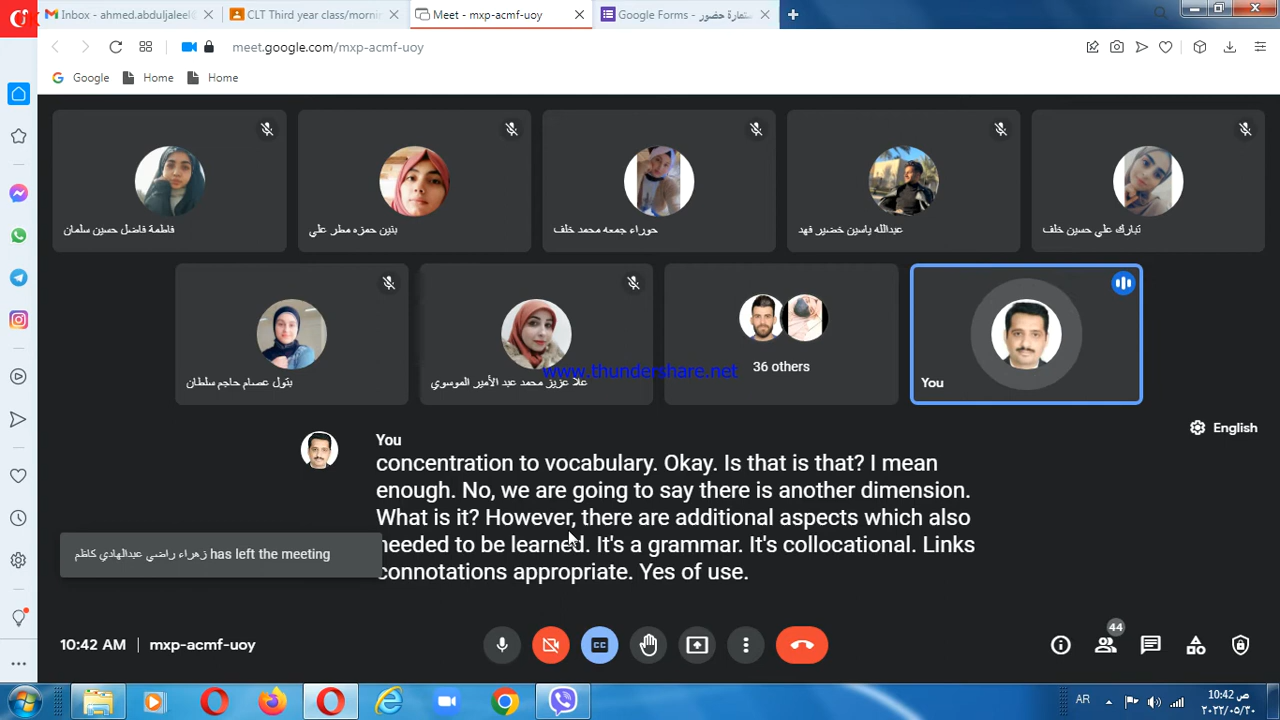 Inbox - ahmed.abduljaleel@
CLT Third year class/morni
Meet - mxp-acmf-uoy
استمارة حضور - Google Forms
meet.google.com/mxp-acmf-uoy
Google
Home
Home
فاطمة فاضل حسين سلمان
بنين حمزه مطر علي
حوراء جمعه محمد خلف
عبدالله ياسين خضير فهد
تبارك علي حسين خلف
بتول عصام حاجم سلطان
علا عزيز محمد عبد الأمير الموسوي
www.thundershare.net
36 others
You
English
You
concentration to vocabulary. Okay. Is that is that? I mean
enough. No, we are going to say there is another dimension.
What is it? However, there are additional aspects which also
needed to be learned. It's a grammar. It's collocational. Links
connotations appropriate. Yes of use.
زهراء راضي عبدالهادي كاظم has left the meeting
10:42 AM | mxp-acmf-uoy
CC
44
AR
10:42 ص
٢٠٢٢/٠٥/٣٠